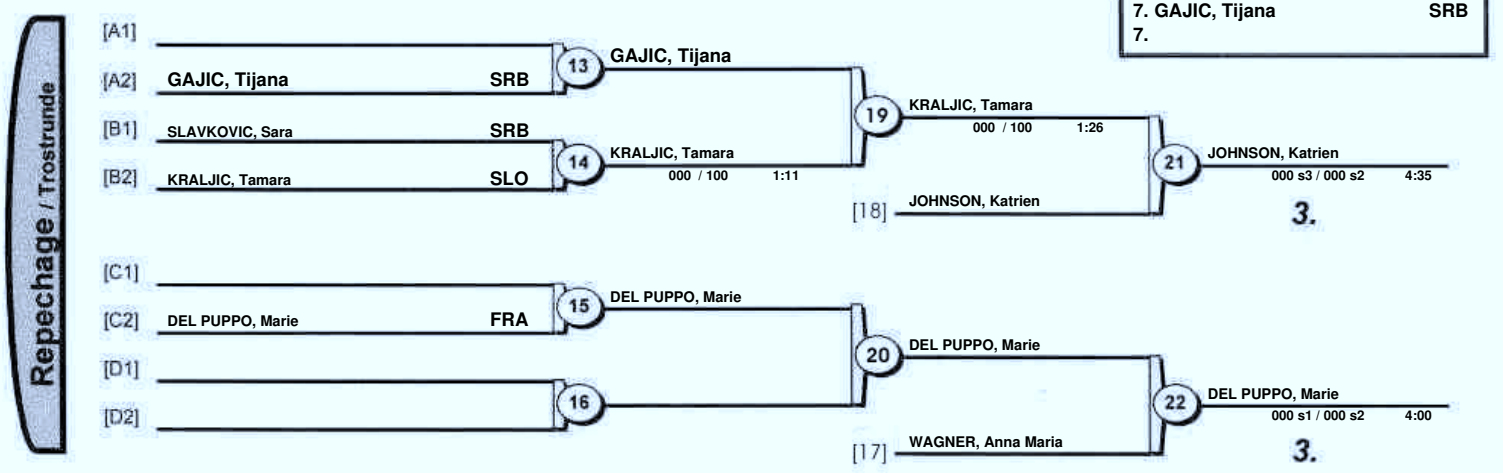 7. GAJIC, Tijana SRB
7.
Repechage / Trostrunde
[A1]
[A2] GAJIC, Tijana SRB
13 GAJIC, Tijana
[B1] SLAVKOVIC, Sara SRB
[B2] KRALJIC, Tamara SLO
14 KRALJIC, Tamara
000 / 100 1:11
19 KRALJIC, Tamara
000 / 100 1:26
[18] JOHNSON, Katrien
21 JOHNSON, Katrien
000 s3 / 000 s2 4:35
3.
[C1]
[C2] DEL PUPPO, Marie FRA
15 DEL PUPPO, Marie
[D1]
[D2]
16
20 DEL PUPPO, Marie
[17] WAGNER, Anna Maria
22 DEL PUPPO, Marie
000 s1 / 000 s2 4:00
3.